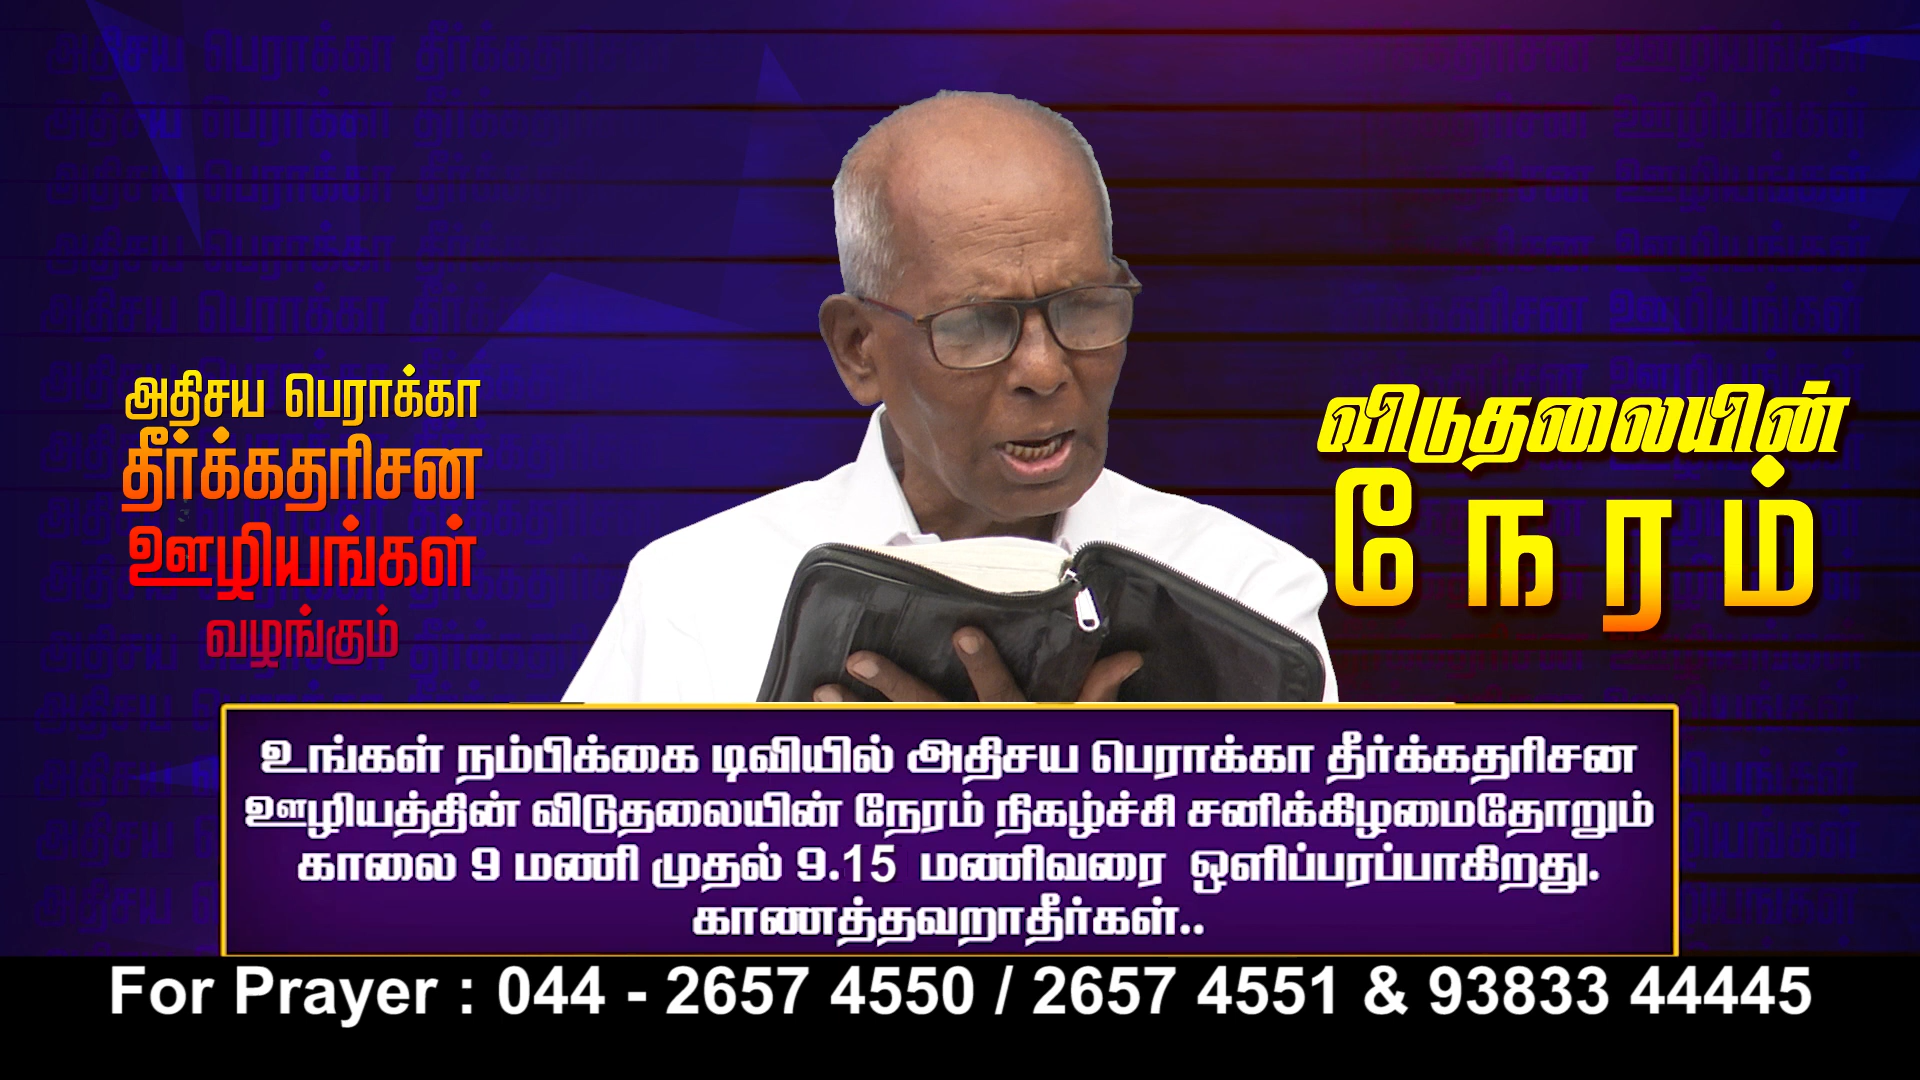 அதிசய பெராக்கா
தீர்க்கதரிசன
ஊழியங்கள்
வழங்கும்
விடுதலையின்
நேரம்
உங்கள் நம்பிக்கை டிவியில் அதிசய பெராக்கா தீர்க்கதரிசன
ஊழியத்தின் விடுதலையின் நேரம் நிகழ்ச்சி சனிக்கிழமைதோறும்
காலை 9 மணி முதல் 9.15 மணிவரை ஒளிப்பரப்பாகிறது.
காணத்தவறாதீர்கள்..
For Prayer : 044 - 2657 4550 / 2657 4551 & 93833 44445